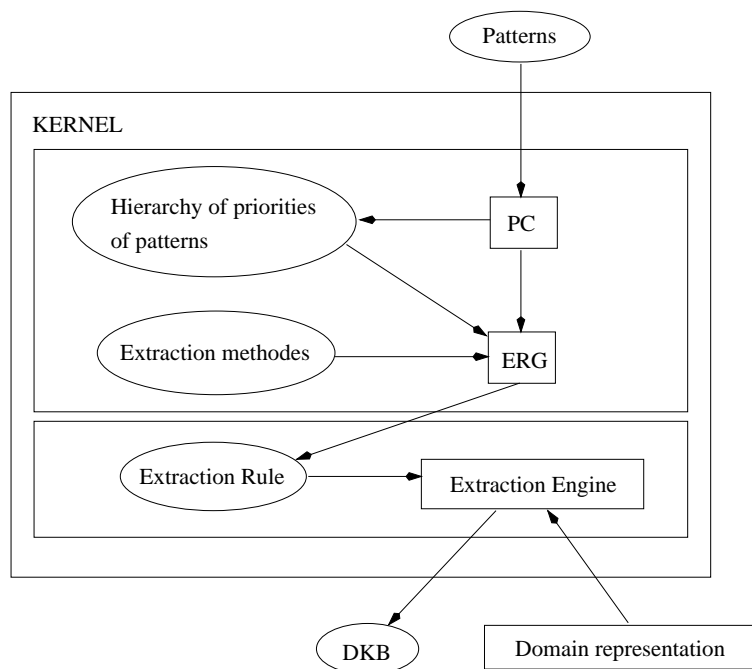 Patterns
KERNEL
Hierarchy of priorities
of patterns
PC
Extraction methodes
ERG
Extraction Rule
Extraction Engine
DKB
Domain representation